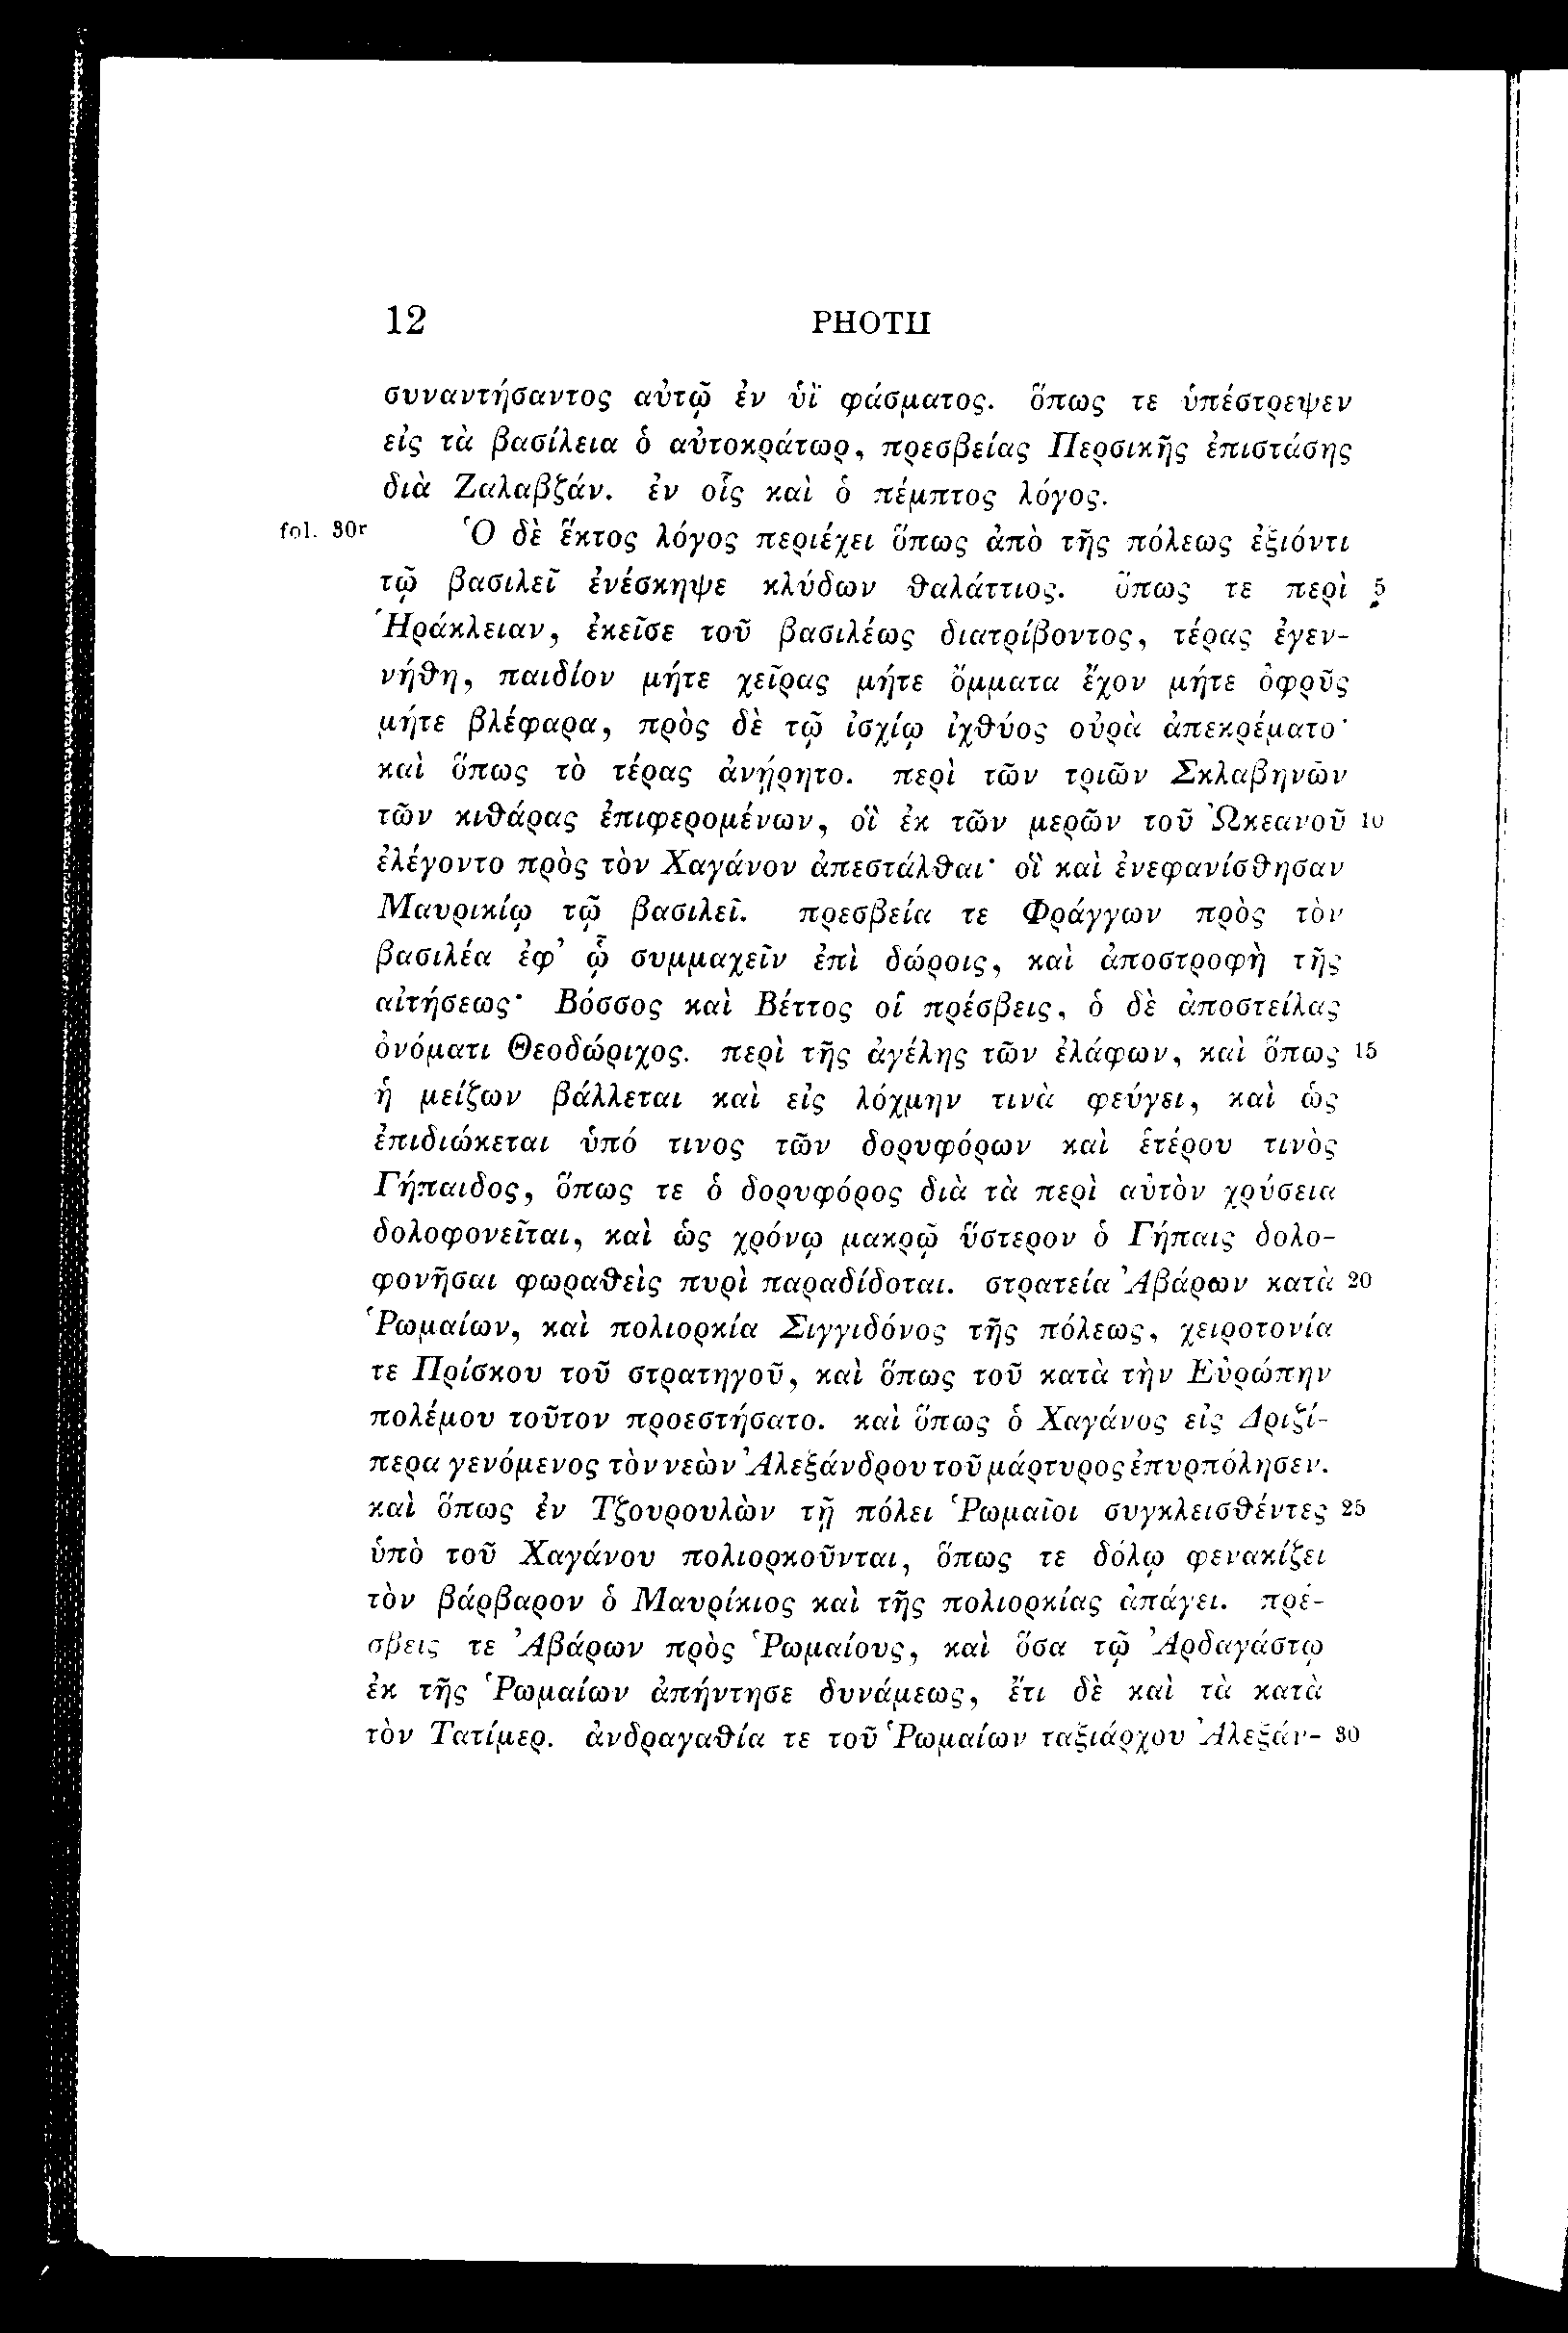 12 PHOTII
συναντήσαντος αὐτῷ ἐν ὑῒ φάσματος. ὅπως τε ὑπέστρεψεν
εἰς τὰ βασίλεια ὁ αὐτοκράτωρ, πρεσβείας Περσικῆς ἐπιστάσης
διὰ Ζαλαβζάν. ἐν οἷς καὶ ὁ πέμπτος λόγος.
fol. 30r Ὁ δὲ ἕκτος λόγος περιέχει ὅπως ἀπὸ τῆς πόλεως ἐξιόντι
τῷ βασιλεῖ ἐνέσκηψε κλύδων θαλάττιος. ὅπως τε περὶ 5
Ἡράκλειαν, ἐκεῖσε τοῦ βασιλέως διατρίβοντος, τέρας ἐγεν-
νήθη, παιδίον μήτε χεῖρας μήτε ὄμματα ἔχον μήτε ὀφρῦς
μήτε βλέφαρα, πρὸς δὲ τῷ ἰσχίῳ ἰχθύος οὐρὰ ἀπεκρέματο·
καὶ ὅπως τὸ τέρας ἀνῄρητο. περὶ τῶν τριῶν Σκλαβηνῶν
τῶν κιθάρας ἐπιφερομένων, οἳ ἐκ τῶν μερῶν τοῦ Ὠκεανοῦ 10
ἐλέγοντο πρὸς τὸν Χαγάνον ἀπεστάλθαι· οἳ καὶ ἐνεφανίσθησαν
Μαυρικίῳ τῷ βασιλεῖ. πρεσβεία τε Φράγγων πρὸς τὸν
βασιλέα ἐφ’ ᾧ συμμαχεῖν ἐπὶ δώροις, καὶ ἀποστροφὴ τῆς
αἰτήσεως· Βόσσος καὶ Βέττος οἱ πρέσβεις, ὁ δὲ ἀποστείλας
ὀνόματι Θεοδώριχος. περὶ τῆς ἀγέλης τῶν ἐλάφων, καὶ ὅπως 15
ἡ μείζων βάλλεται καὶ εἰς λόχμην τινὰ φεύγει, καὶ ὡς
ἐπιδιώκεται ὑπό τινος τῶν δορυφόρων καὶ ἑτέρου τινὸς
Γήπαιδος, ὅπως τε ὁ δορυφόρος διὰ τὰ περὶ αὐτὸν χρύσεια
δολοφονεῖται, καὶ ὡς χρόνῳ μακρῷ ὕστερον ὁ Γήπαις δολο-
φονῆσαι φωραθεὶς πυρὶ παραδίδοται. στρατεία Ἀβάρων κατὰ 20
Ῥωμαίων, καὶ πολιορκία Σιγγιδόνος τῆς πόλεως, χειροτονία
τε Πρίσκου τοῦ στρατηγοῦ, καὶ ὅπως τοῦ κατὰ τὴν Εὐρώπην
πολέμου τοῦτον προεστήσατο. καὶ ὅπως ὁ Χαγάνος εἰς Δριζί-
περα γενόμενος τὸν νεὼν Ἀλεξάνδρου τοῦ μάρτυρος ἐπυρπόλησεν.
καὶ ὅπως ἐν Τζουρουλὼν τῇ πόλει Ῥωμαῖοι συγκλεισθέντες 25
ὑπὸ τοῦ Χαγάνου πολιορκοῦνται, ὅπως τε δόλῳ φενακίζει
τὸν βάρβαρον ὁ Μαυρίκιος καὶ τῆς πολιορκίας ἀπάγει. πρέ-
σβεις τε Ἀβάρων πρὸς Ῥωμαίους, καὶ ὅσα τῷ Ἀρδαγάστῳ
ἐκ τῆς Ῥωμαίων ἀπήντησε δυνάμεως, ἔτι δὲ καὶ τὰ κατὰ
τὸν Τατίμερ. ἀνδραγαθία τε τοῦ Ῥωμαίων ταξιάρχου Ἀλεξάν- 30